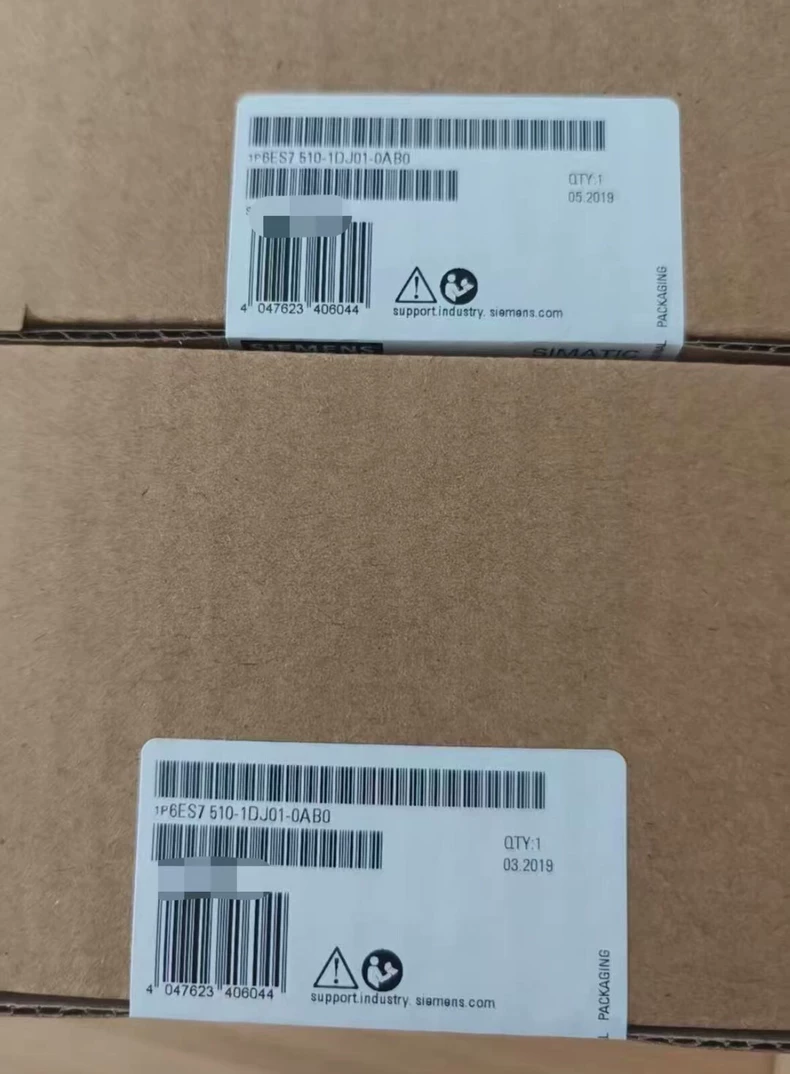 1P6ES7 510-1DJ01-0AB0
QTY:1
05.2019
S
4 047623 406044
support.industry. siemens.com
PACKAGING
SIEMENS
SIMATIC
1P6ES7 510-1DJ01-0AB0
QTY:1
03.2019
4 047623 406044
support.industry. siemens.com
PACKAGING